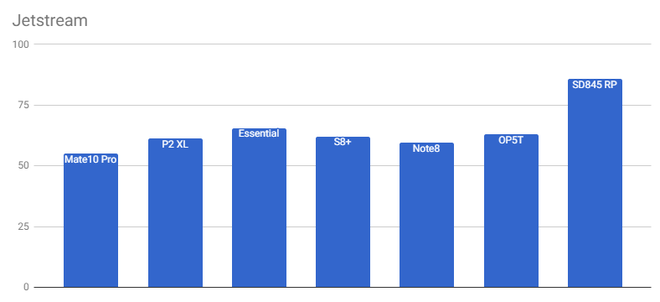 Jetstream
100
75
50
25
0
Mate10 Pro
P2 XL
Essential
S8+
Note8
OP5T
SD845 RP